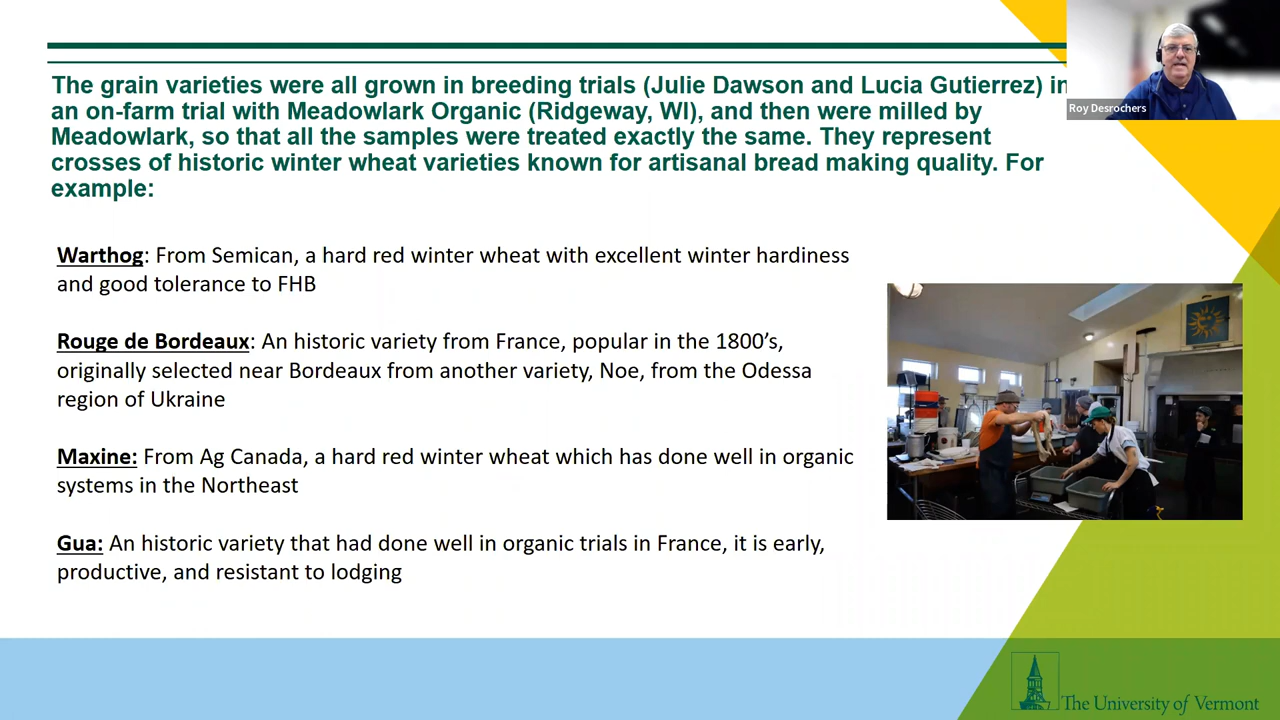 The grain varieties were all grown in breeding trials (Julie Dawson and Lucia Gutierrez) in
an on-farm trial with Meadowlark Organic (Ridgeway, WI), and then were milled by
Meadowlark, so that all the samples were treated exactly the same. They represent
crosses of historic winter wheat varieties known for artisanal bread making quality. For
example:
Roy Desrochers
Warthog: From Semican, a hard red winter wheat with excellent winter hardiness
and good tolerance to FHB
Rouge de Bordeaux: An historic variety from France, popular in the 1800’s,
originally selected near Bordeaux from another variety, Noe, from the Odessa
region of Ukraine
Maxine: From Ag Canada, a hard red winter wheat which has done well in organic
systems in the Northeast
Gua: An historic variety that had done well in organic trials in France, it is early,
productive, and resistant to lodging
The University of Vermont